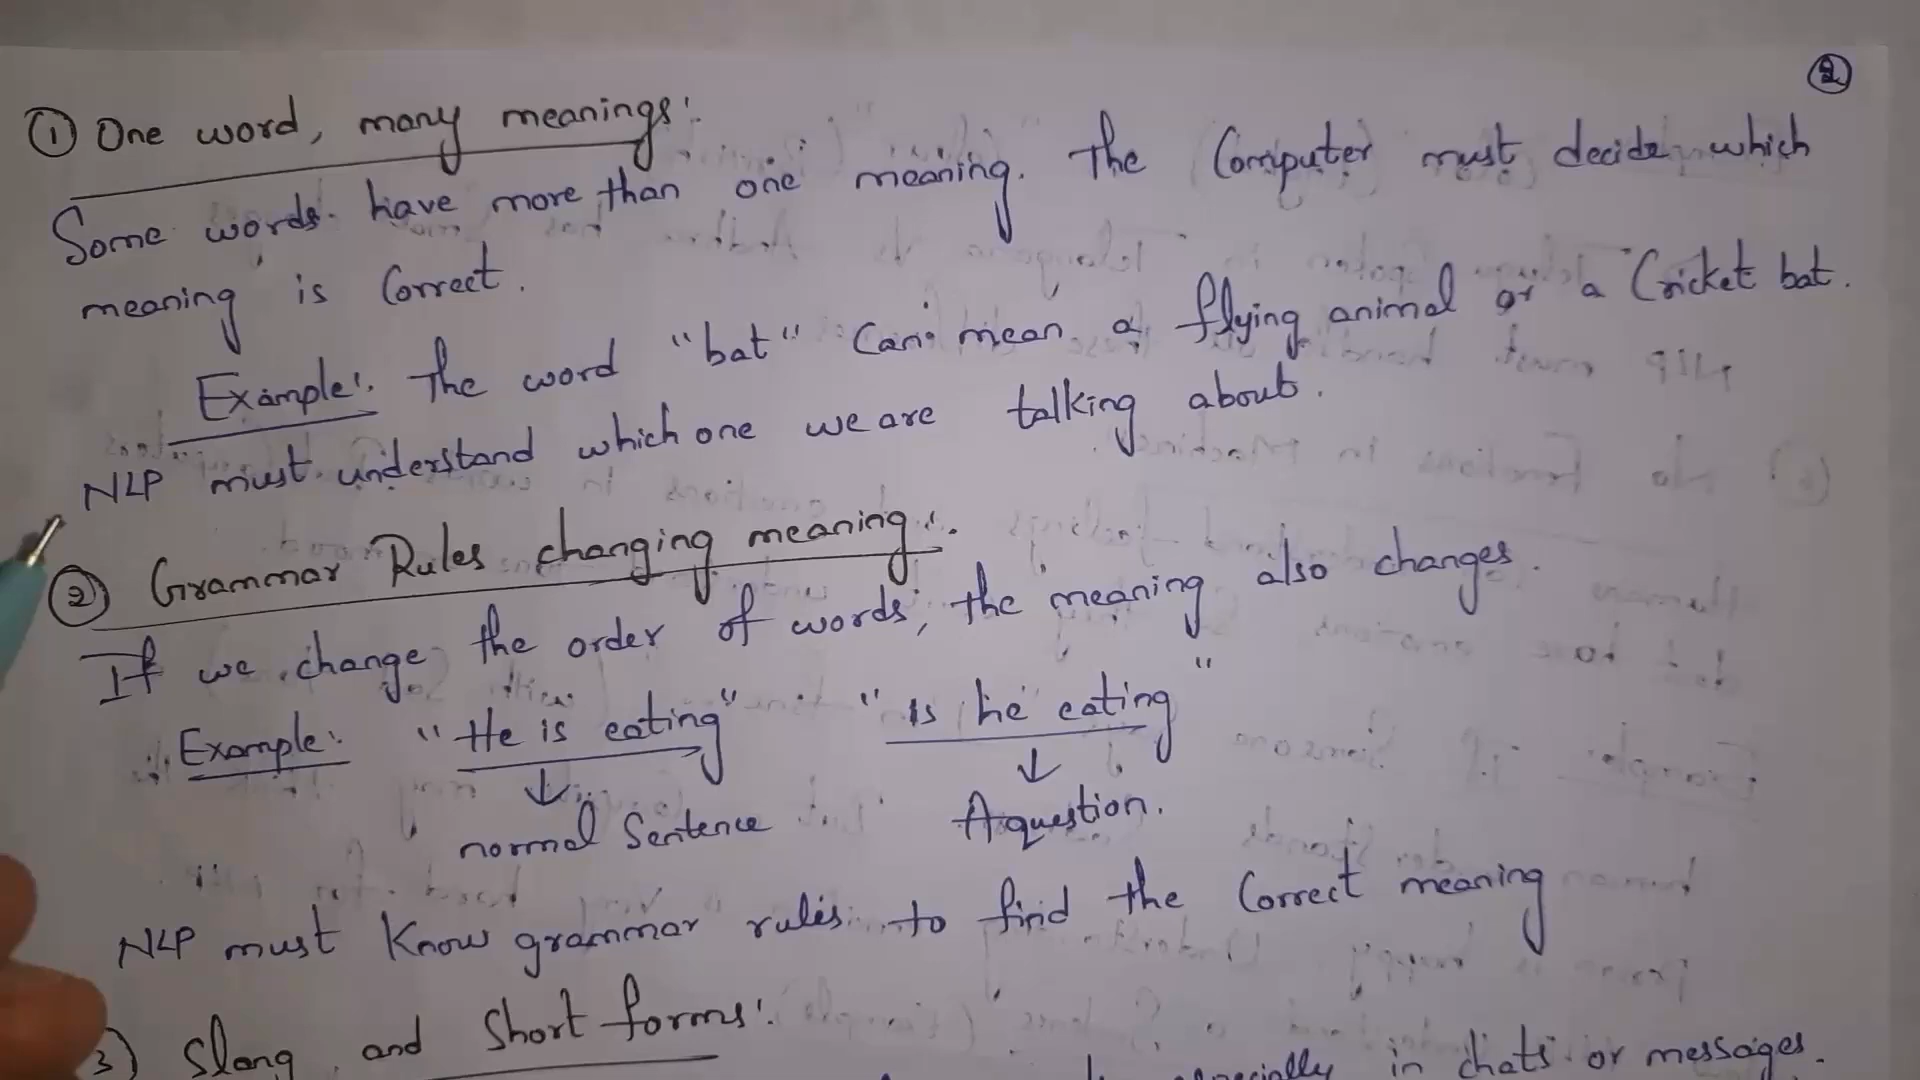 2
① One word, many meanings:
Some words have more than one meaning. The Computer must decide which
meaning is Correct.
Example: The word "bat" Can mean a flying animal or a Cricket bat.
NLP must understand which one we are talking about.
② Grammar Rules changing meaning:
If we change the order of words, the meaning also changes.
Example: "He is eating" "Is he eating"
↓ ↓
normal Sentence A question.
NLP must Know grammar rules to find the Correct meaning
3) Slang and Short forms:
especially in chats or messages.